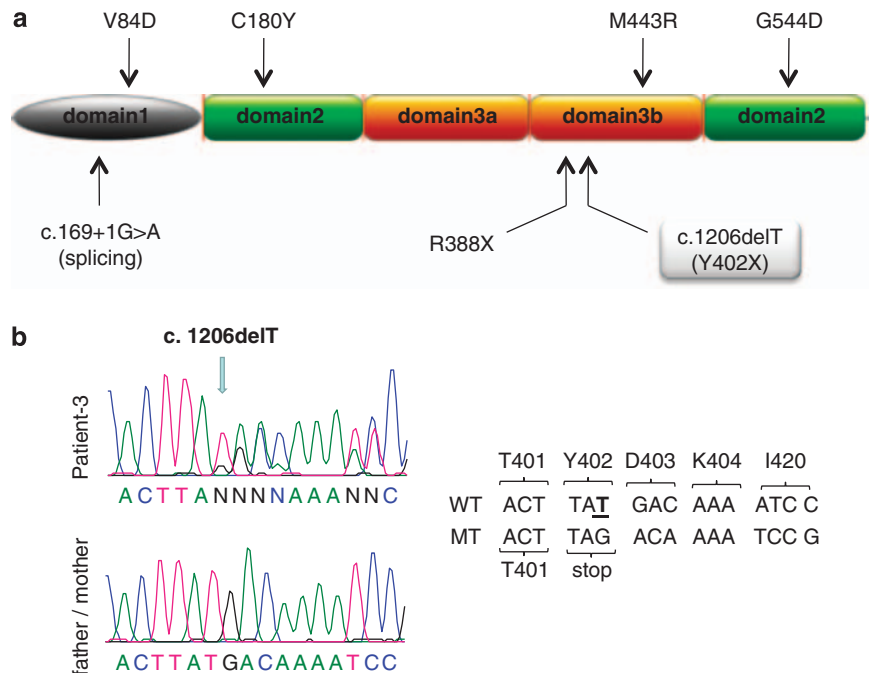 a
V84D C180Y M443R G544D
domain1 domain2 domain3a domain3b domain2
c.169+1G>A
(splicing)
R388X
c.1206delT
(Y402X)
b
c. 1206delT
Patient-3
ACTTANNNNAAANNC
father / mother
ACTTATGACAAAATCC
T401 Y402 D403 K404 I420
WT ACT TAT GAC AAA ATC C
MT ACT TAG ACA AAA TCC G
T401 stop